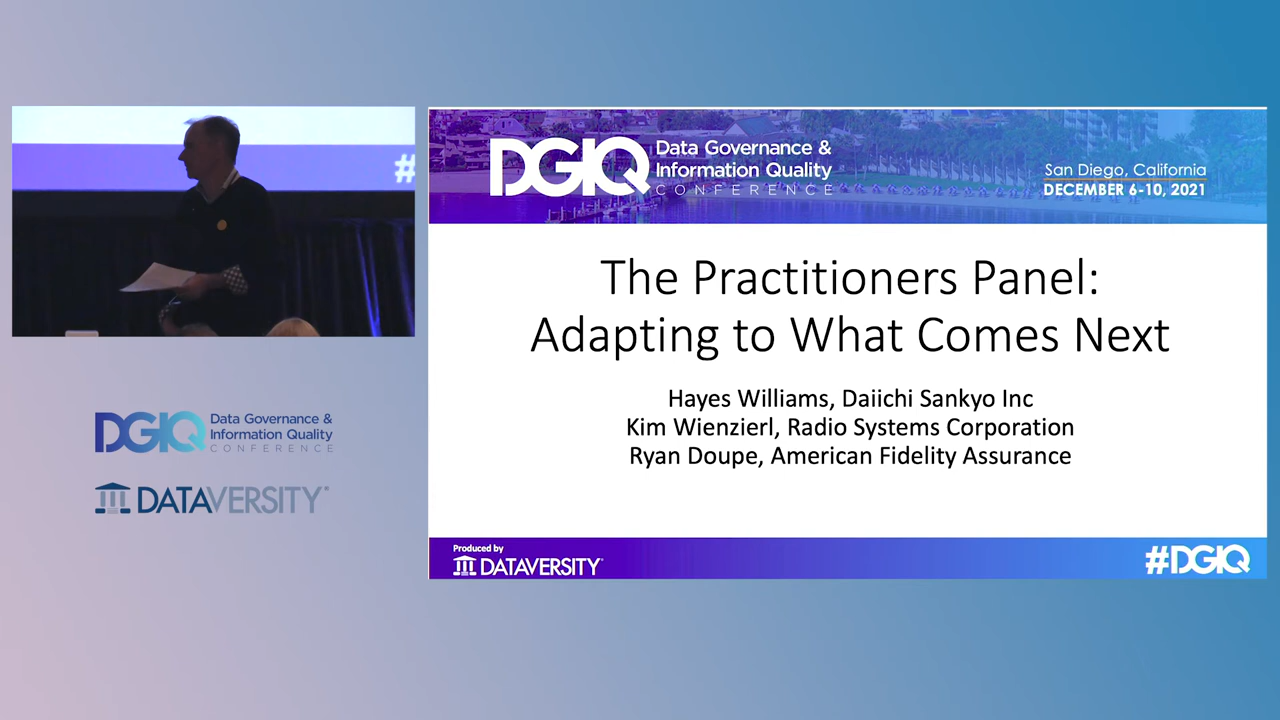 #
DGIQ
Data Governance &
Information Quality
CONFERENCE
San Diego, California
DECEMBER 6-10, 2021
The Practitioners Panel:
Adapting to What Comes Next
Hayes Williams, Daiichi Sankyo Inc
Kim Wienzierl, Radio Systems Corporation
Ryan Doupe, American Fidelity Assurance
Produced by
DATAVERSITY
#DGIQ
DGIQ
Data Governance &
Information Quality
CONFERENCE
DATAVERSITY